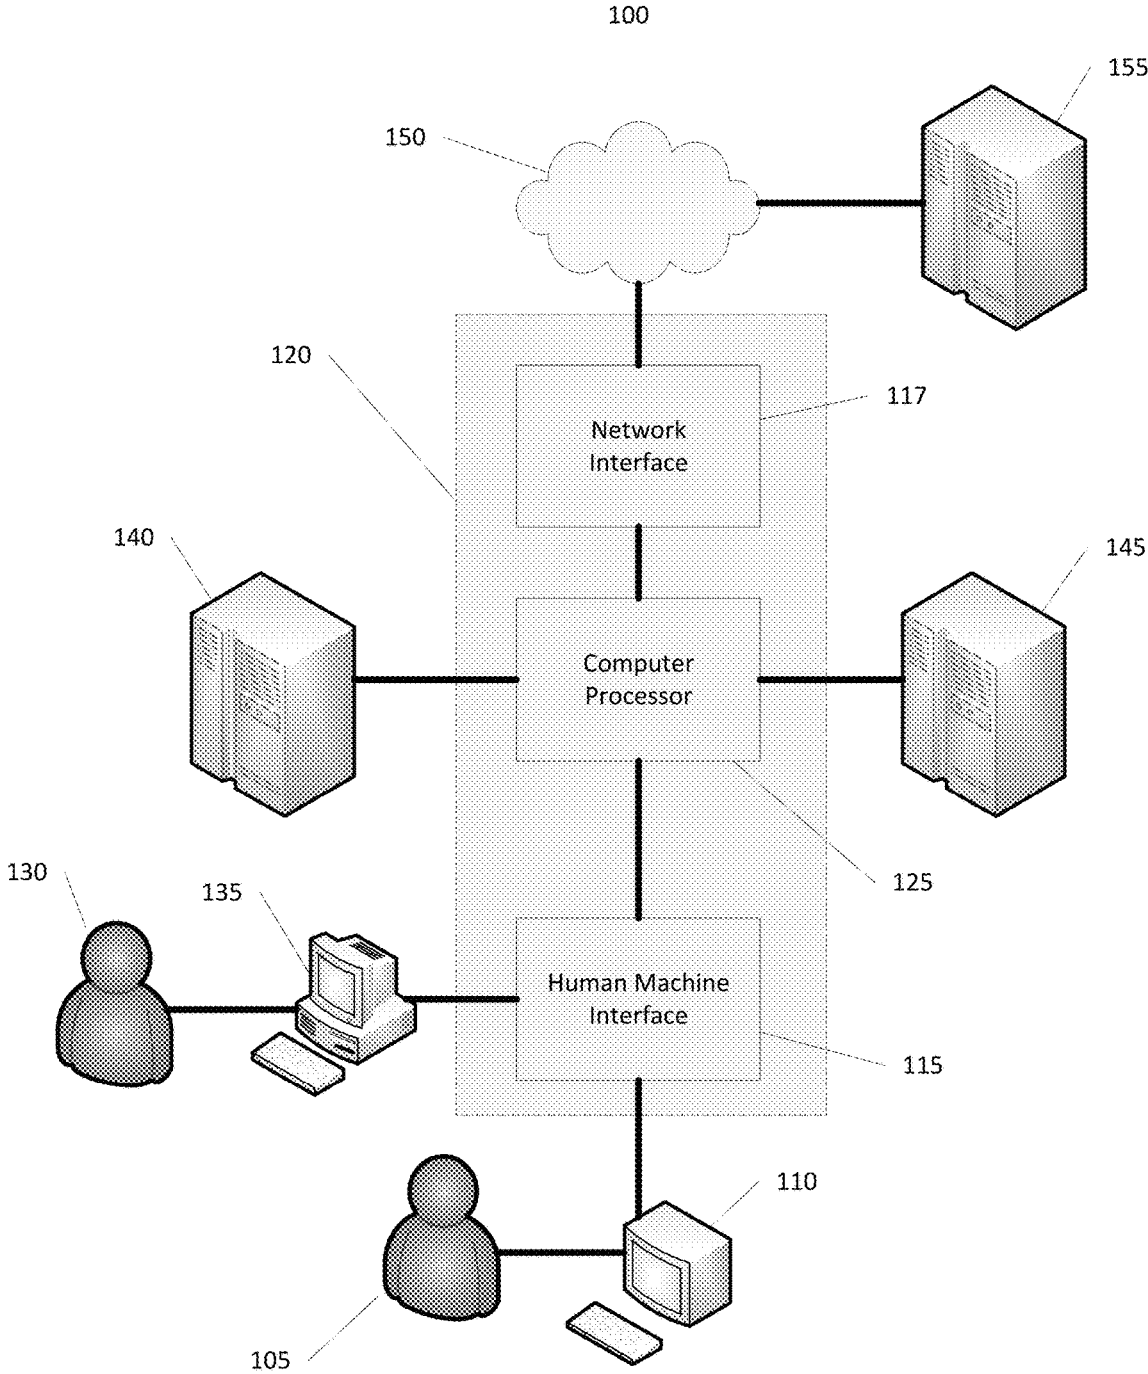 100
155
150
120
117
Network
Interface
140
145
Computer
Processor
130
135
125
Human Machine
Interface
115
110
105